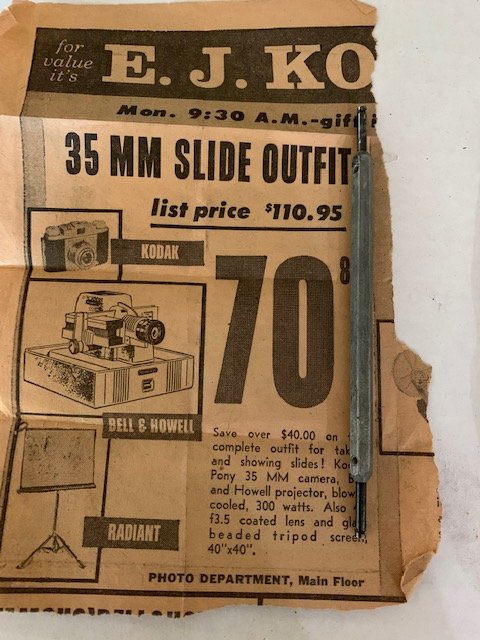 for
value
it's
E. J. KO
Mon. 9:30 A.M.-gift
35 MM SLIDE OUTFIT
list price $110.95
KODAK
70 8
BELL & HOWELL
Save over $40.00 on
complete outfit for tak
and showing slides! Ko
Pony 35 MM camera, b
and Howell projector, blow
cooled, 300 watts. Also
f3.5 coated lens and gla
beaded tripod screen,
40"x40".
RADIANT
PHOTO DEPARTMENT, Main Floor